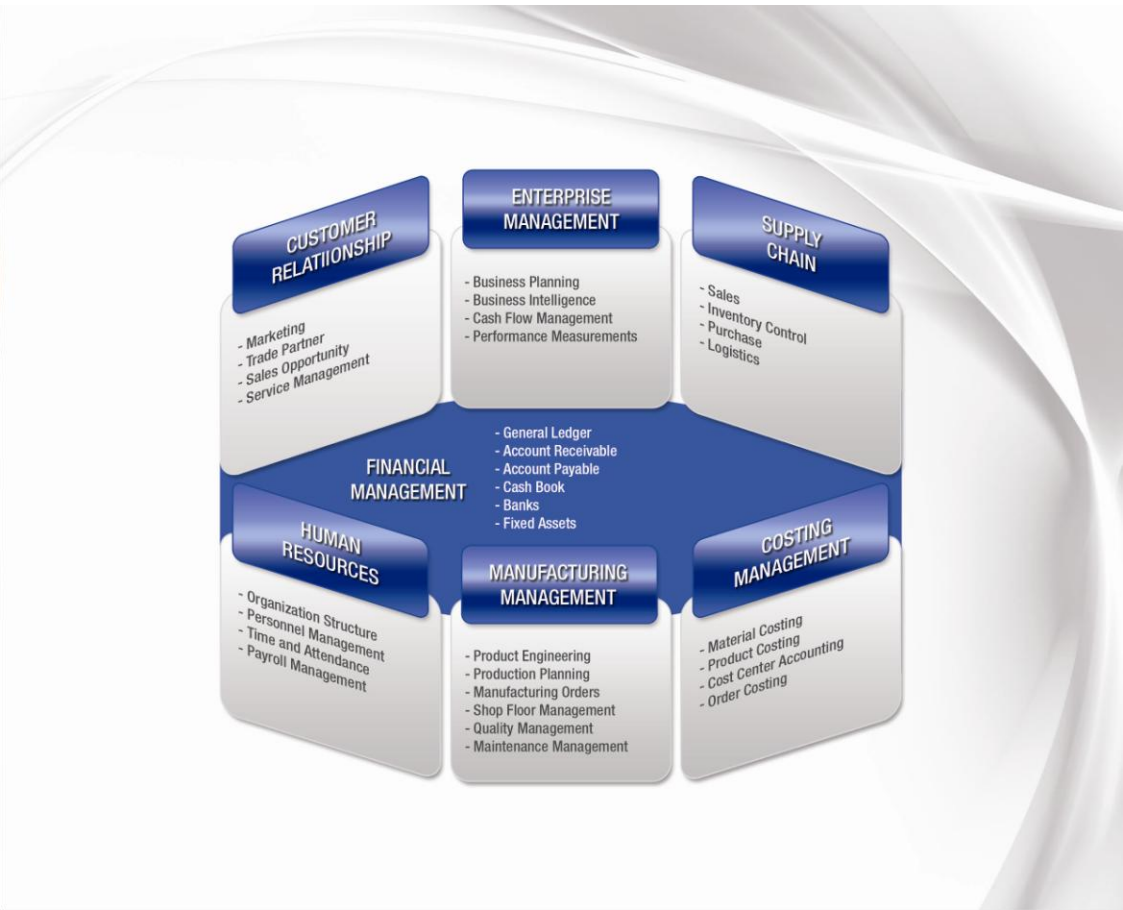 CUSTOMER
RELATIIONSHIP
- Marketing
- Trade Partner
- Sales Opportunity
- Service Management
ENTERPRISE
MANAGEMENT
- Business Planning
- Business Intelligence
- Cash Flow Management
- Performance Measurements
SUPPLY
CHAIN
- Sales
- Inventory Control
- Purchase
- Logistics
FINANCIAL
MANAGEMENT
- General Ledger
- Account Receivable
- Account Payable
- Cash Book
- Banks
- Fixed Assets
HUMAN
RESOURCES
- Organization Structure
- Personnel Management
- Time and Attendance
- Payroll Management
MANUFACTURING
MANAGEMENT
- Product Engineering
- Production Planning
- Manufacturing Orders
- Shop Floor Management
- Quality Management
- Maintenance Management
COSTING
MANAGEMENT
- Material Costing
- Product Costing
- Cost Center Accounting
- Order Costing